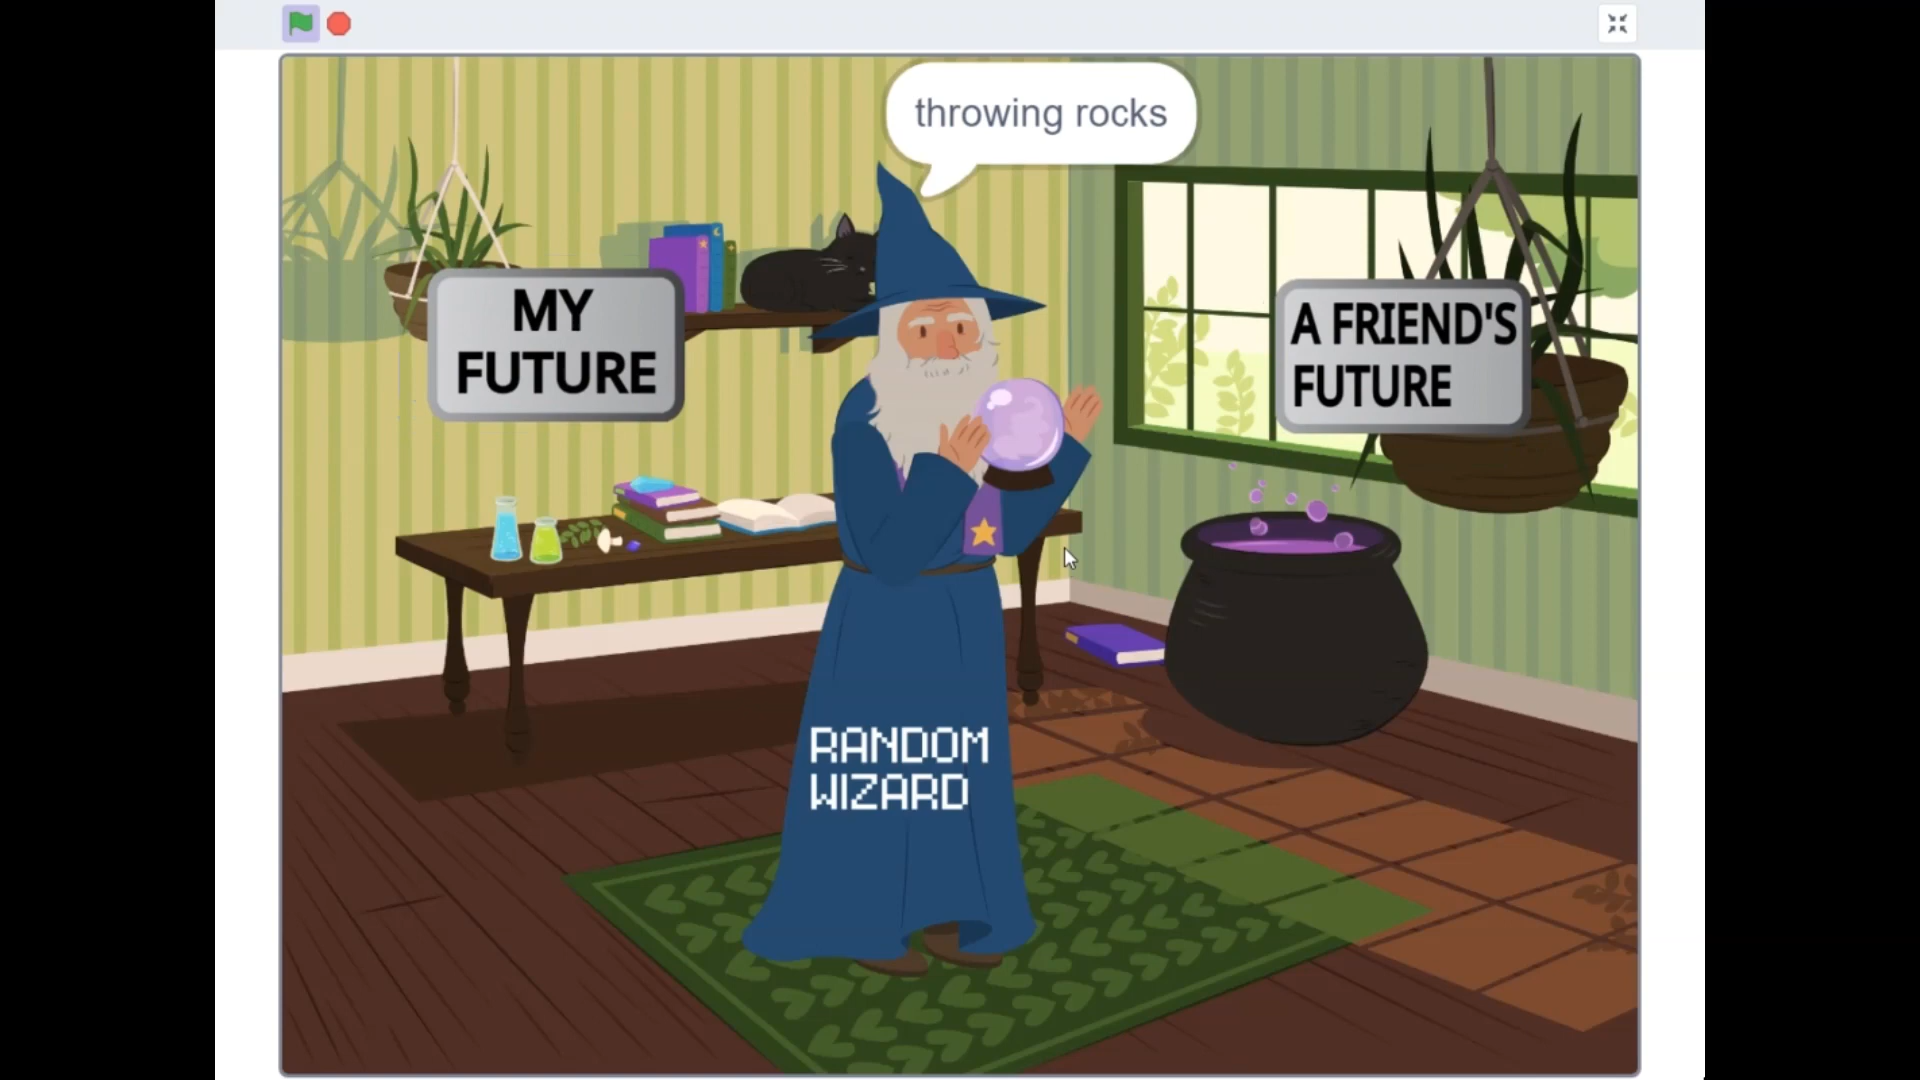 throwing rocks
MY
FUTURE
A FRIEND'S
FUTURE
RANDOM
WIZARD